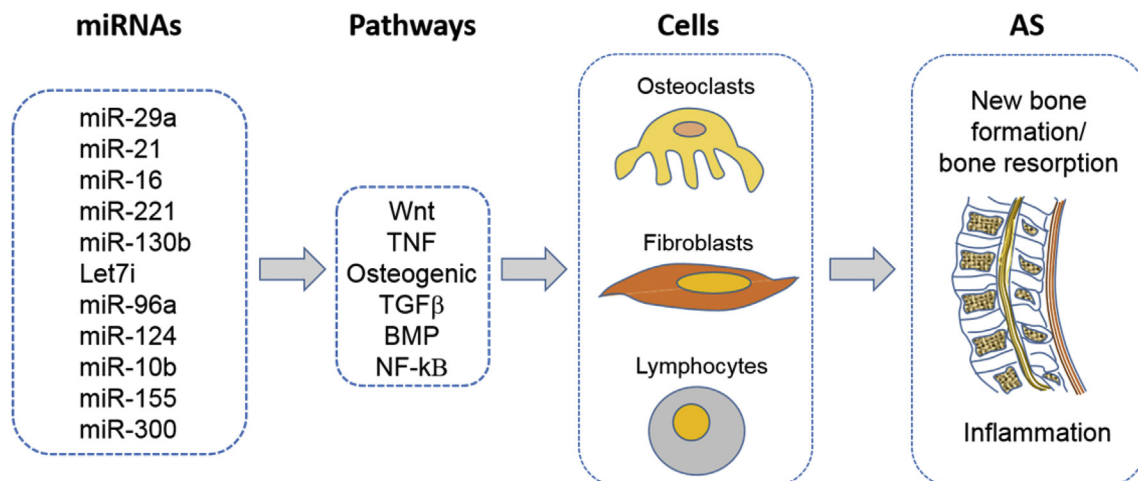 miRNAs
miR-29a
miR-21
miR-16
miR-221
miR-130b
Let7i
miR-96a
miR-124
miR-10b
miR-155
miR-300
Pathways
Wnt
TNF
Osteogenic
TGFβ
BMP
NF-kB
Cells
Osteoclasts
Fibroblasts
Lymphocytes
AS
New bone
formation/
bone resorption
Inflammation